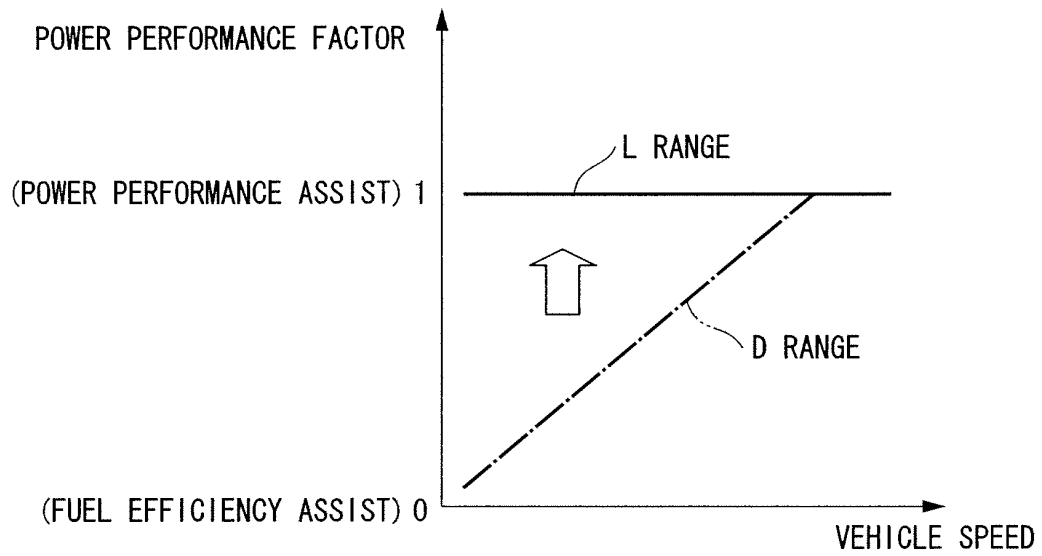 POWER PERFORMANCE FACTOR
L RANGE
(POWER PERFORMANCE ASSIST) 1
D RANGE
(FUEL EFFICIENCY ASSIST) 0
VEHICLE SPEED